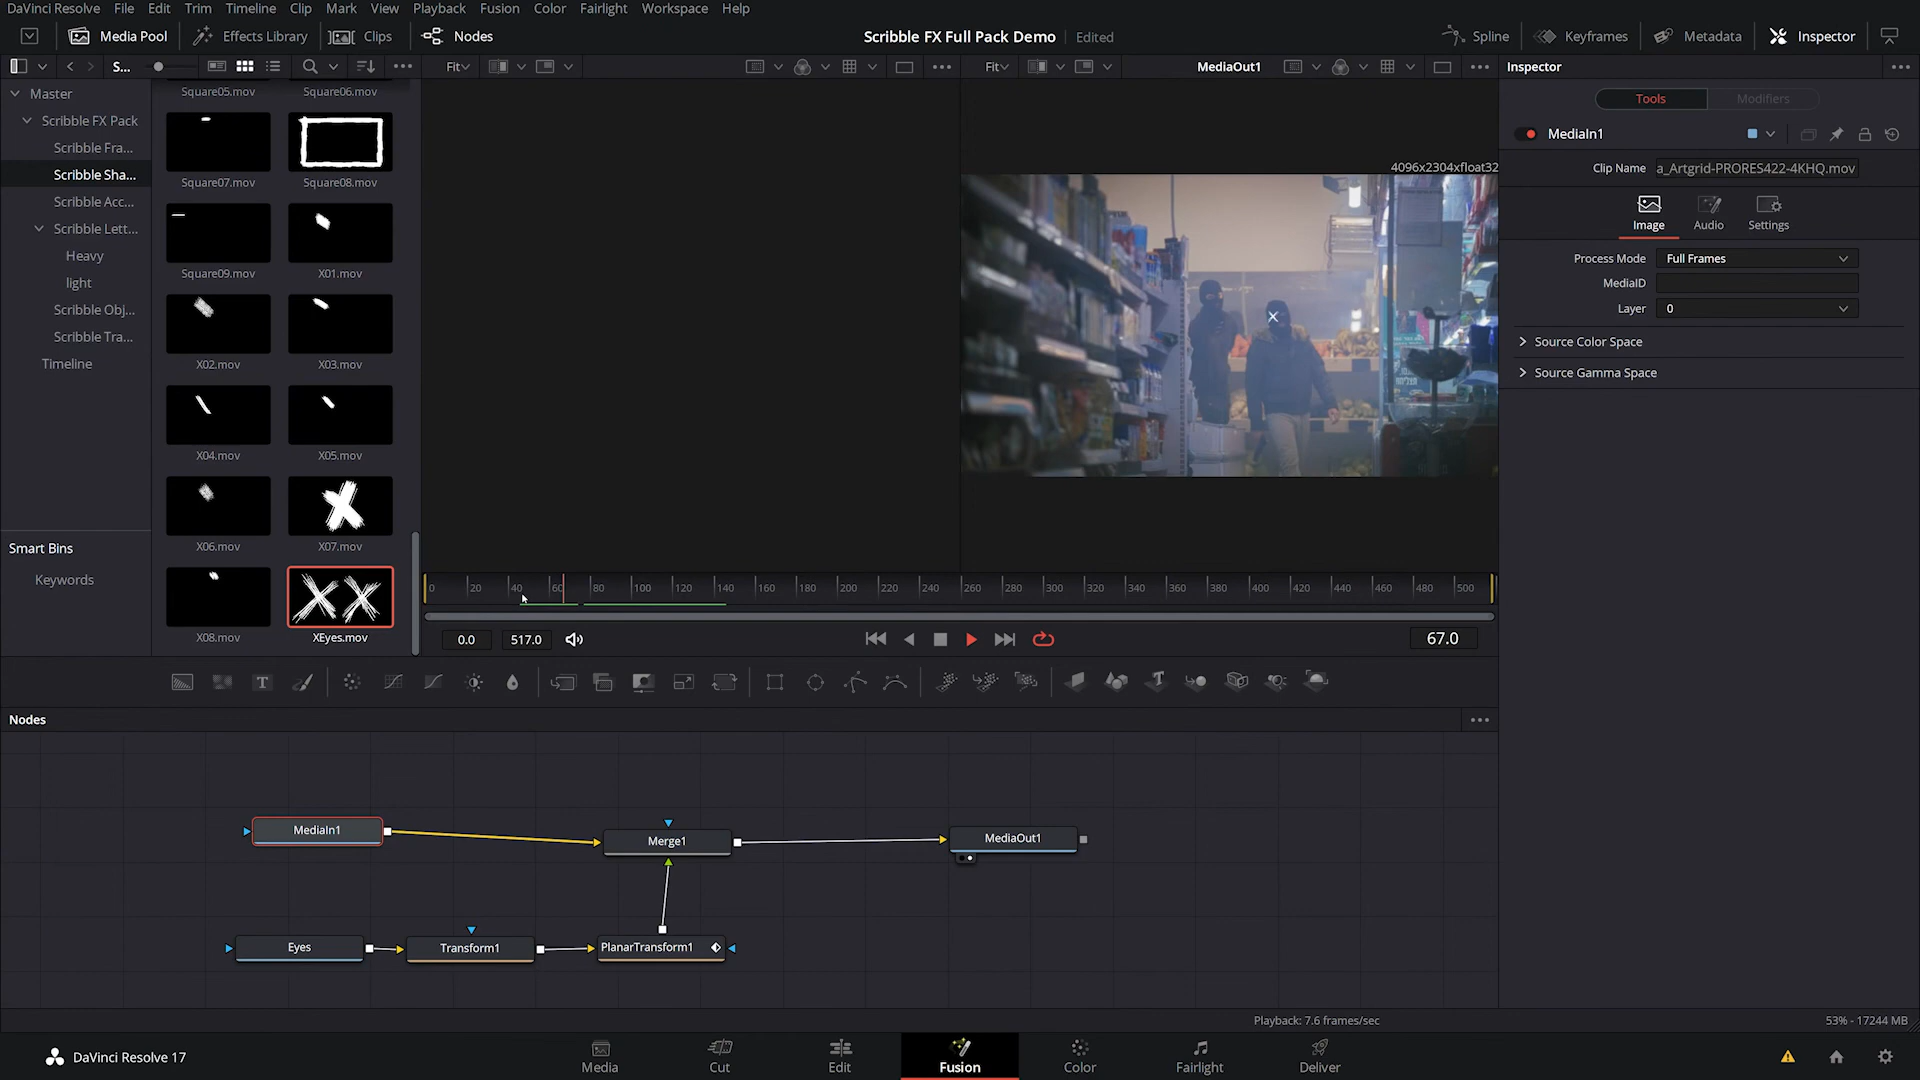 DaVinci Resolve File Edit Trim Timeline Clip Mark View Playback Fusion Color Fairlight Workspace Help
Media Pool Effects Library Clips Nodes Scribble FX Full Pack Demo Edited Spline Keyframes Metadata Inspector
S... Fit Fit MediaOut1 Inspector
Master
Scribble FX Pack
Scribble Fra...
Scribble Sha...
Scribble Acc...
Scribble Lett...
Heavy
light
Scribble Obj...
Scribble Tra...
Timeline
Smart Bins
Keywords
Square05.mov Square06.mov
Square07.mov Square08.mov
Square09.mov X01.mov
X02.mov X03.mov
X04.mov X05.mov
X06.mov X07.mov
X08.mov XEyes.mov
4096x2304xfloat32
Tools Modifiers
MediaIn1
Clip Name a_Artgrid-PRORES422-4KHQ.mov
Image Audio Settings
Process Mode Full Frames
MediaID
Layer 0
Source Color Space
Source Gamma Space
0 20 40 60 80 100 120 140 160 180 200 220 240 260 280 300 320 340 360 380 400 420 440 460 480 500
0.0 517.0 67.0
Nodes
MediaIn1 Merge1 MediaOut1
Eyes Transform1 PlanarTransform1
Playback: 7.6 frames/sec 53% - 17244 MB
DaVinci Resolve 17 Media Cut Edit Fusion Color Fairlight Deliver